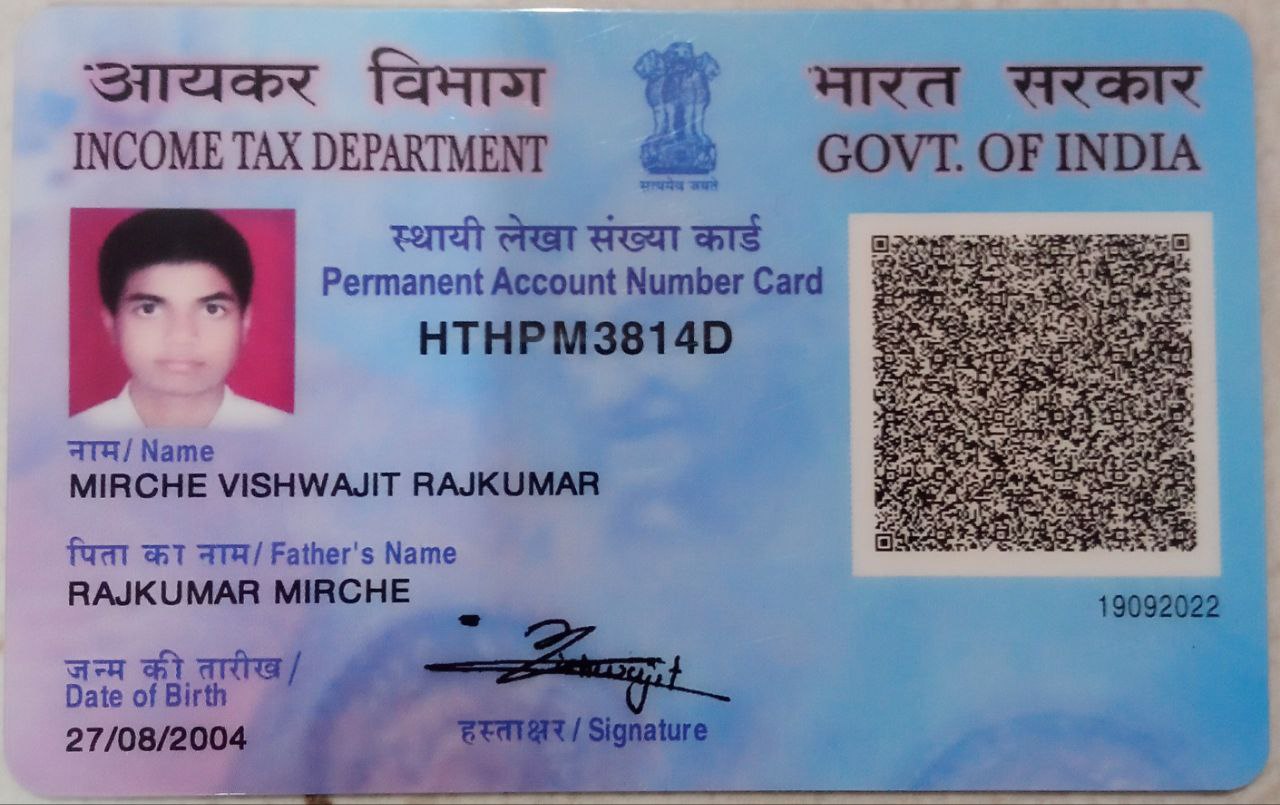 आयकर विभाग
INCOME TAX DEPARTMENT
सत्यमेव जयते
भारत सरकार
GOVT. OF INDIA
स्थायी लेखा संख्या कार्ड
Permanent Account Number Card
HTHPM3814D
नाम / Name
MIRCHE VISHWAJIT RAJKUMAR
पिता का नाम / Father's Name
RAJKUMAR MIRCHE
19092022
जन्म की तारीख /
Date of Birth
27/08/2004
Vishwajit
हस्ताक्षर / Signature